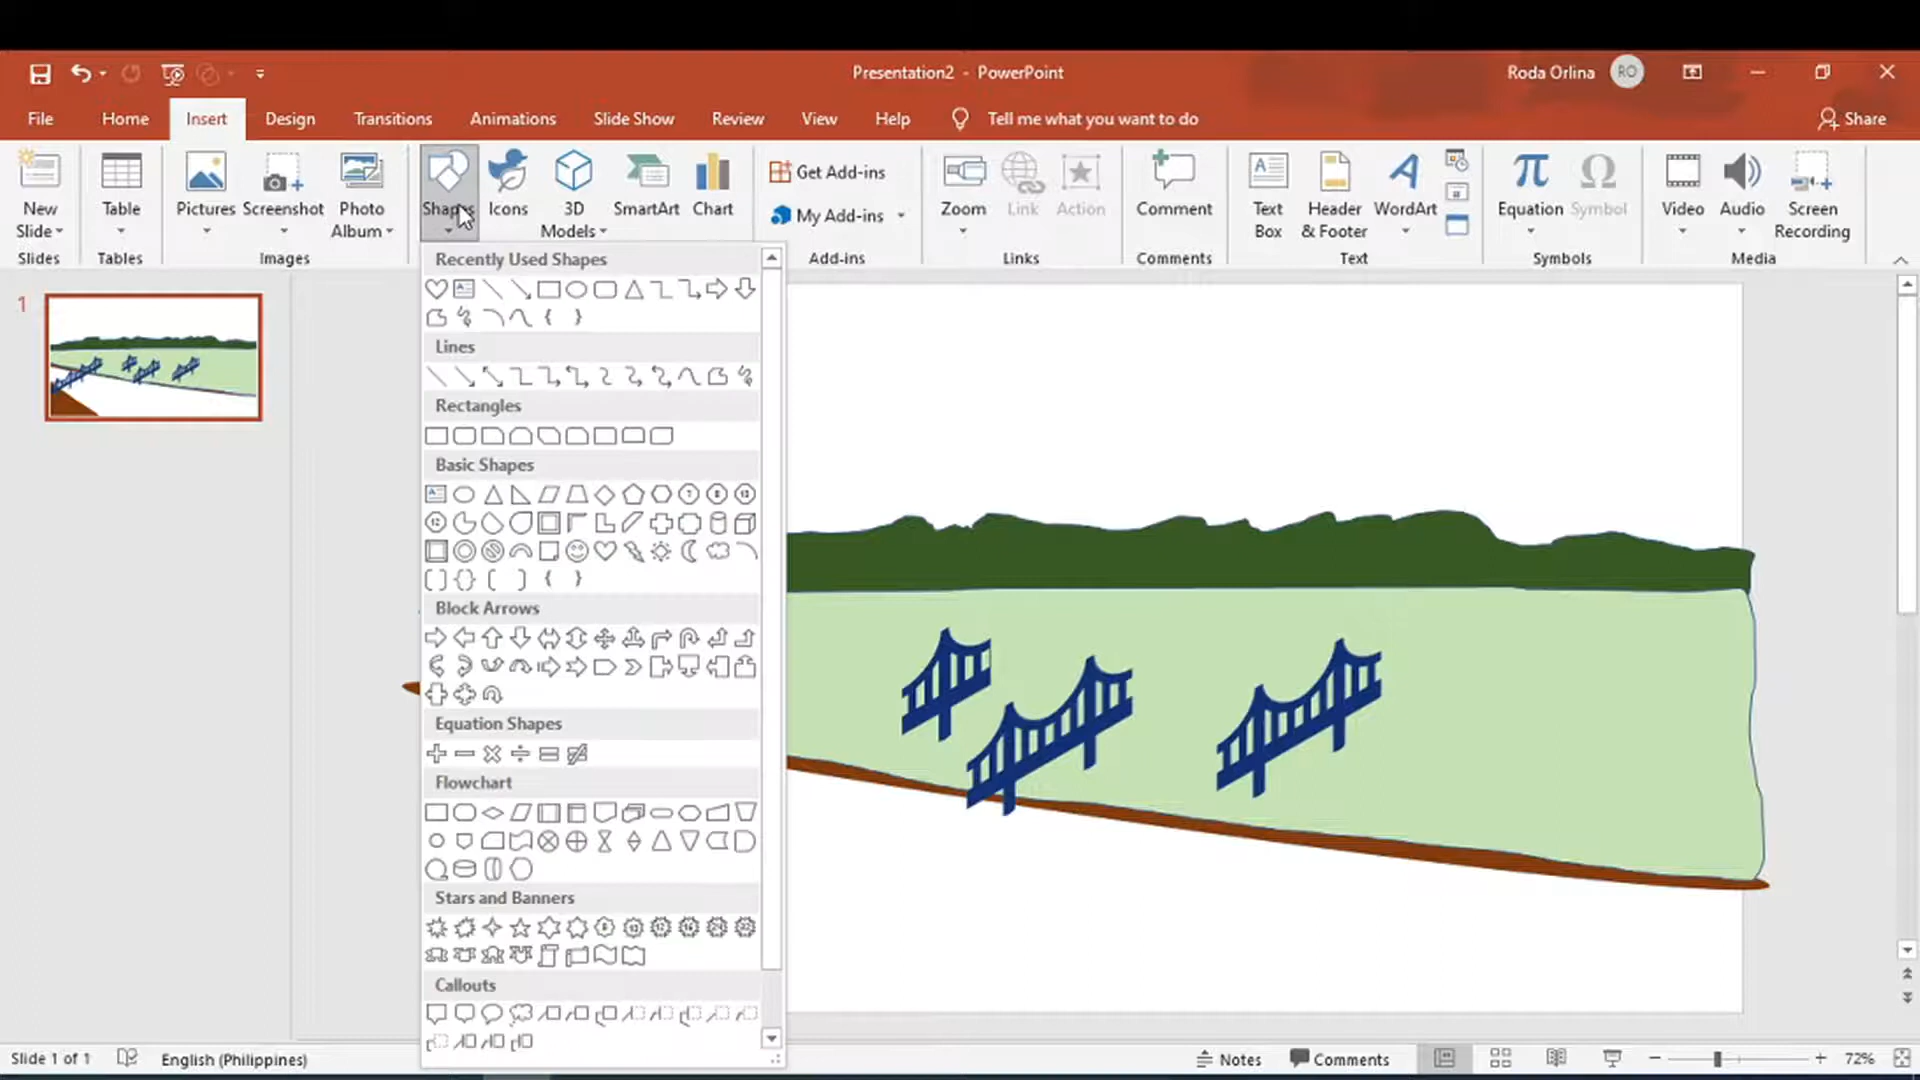 Presentation2 - PowerPoint
Roda Orlina RO
File Home Insert Design Transitions Animations Slide Show Review View Help Tell me what you want to do Share
New Slide
Table
Pictures
Screenshot
Photo Album
Shapes
Icons
3D Models
SmartArt
Chart
Get Add-ins
My Add-ins
Zoom
Link
Action
Comment
Text Box
Header & Footer
WordArt
Equation
Symbol
Video
Audio
Screen Recording
Slides Tables Images Add-ins Links Comments Text Symbols Media
1
Recently Used Shapes
Lines
Rectangles
Basic Shapes
Block Arrows
Equation Shapes
Flowchart
Stars and Banners
Callouts
Slide 1 of 1 English (Philippines) Notes Comments 72%